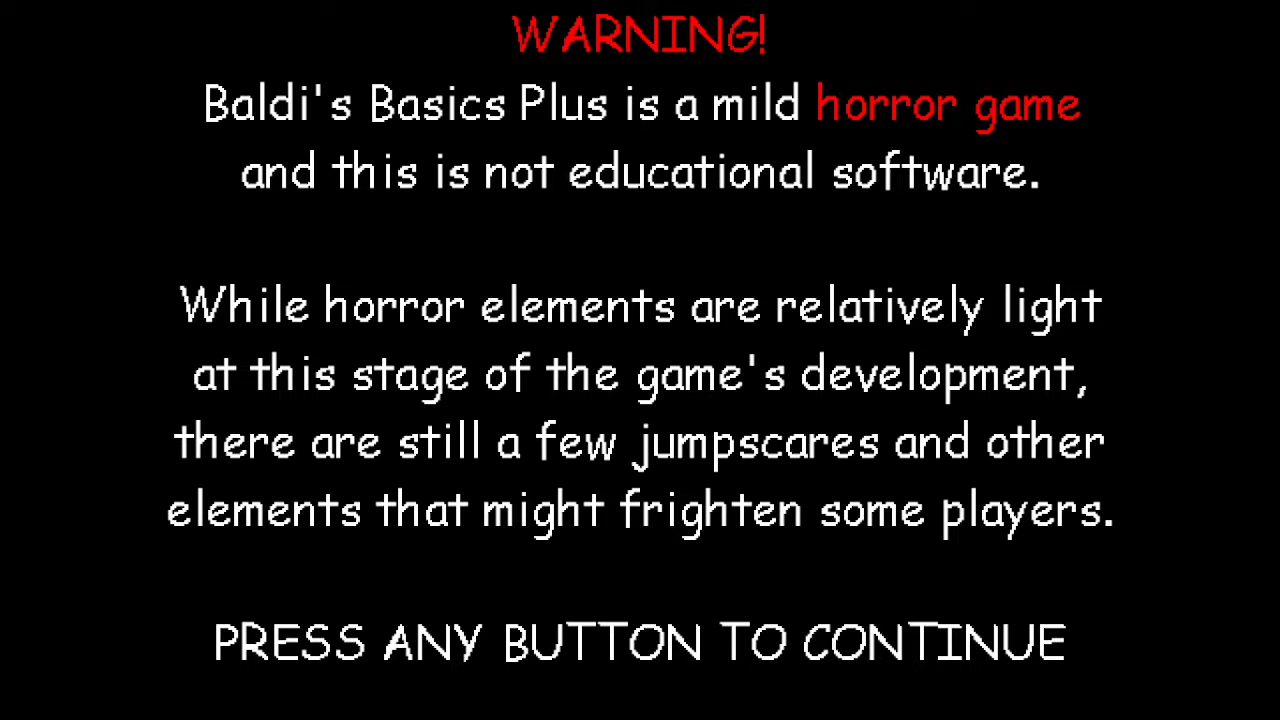 WARNING!
Baldi's Basics Plus is a mild horror game
and this is not educational software.
While horror elements are relatively light
at this stage of the game's development,
there are still a few jumpscares and other
elements that might frighten some players.
PRESS ANY BUTTON TO CONTINUE